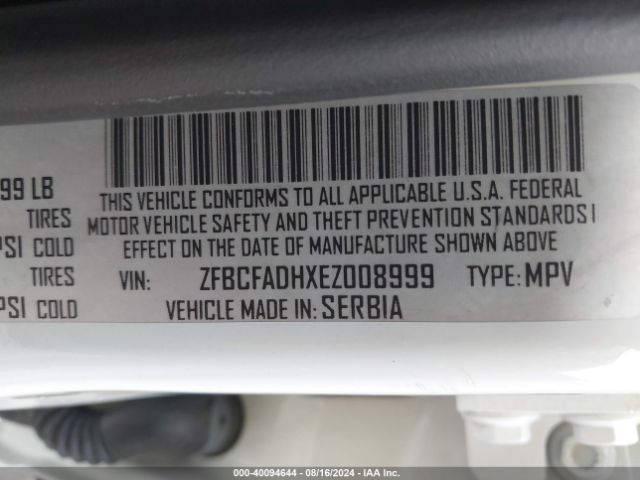 99 LB
THIS VEHICLE CONFORMS TO ALL APPLICABLE U.S.A. FEDERAL
TIRES
MOTOR VEHICLE SAFETY AND THEFT PREVENTION STANDARDS I
PSI COLD
EFFECT ON THE DATE OF MANUFACTURE SHOWN ABOVE
TIRES
VIN: ZFBCFADHXEZ008999 TYPE: MPV
PSI COLD
VEHICLE MADE IN: SERBIA
000-40094644 - 08/16/2024 - IAA Inc.